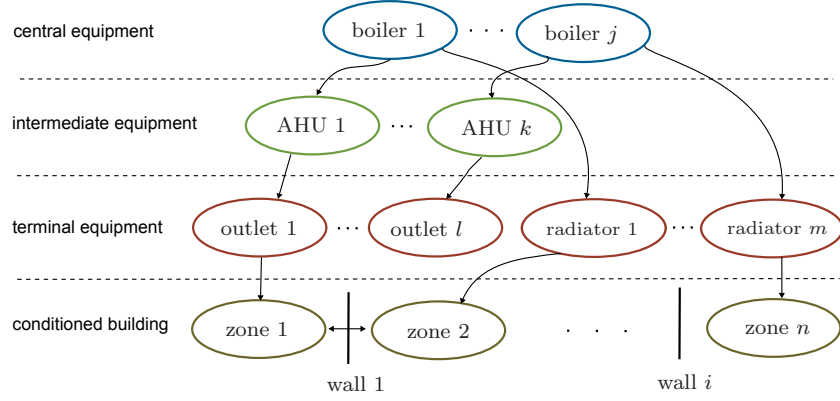 central equipment
boiler 1
· · ·
boiler j
intermediate equipment
AHU 1
· · ·
AHU k
terminal equipment
outlet 1
· · ·
outlet l
radiator 1
· · ·
radiator m
conditioned building
zone 1
zone 2
· · ·
zone n
wall 1
wall i